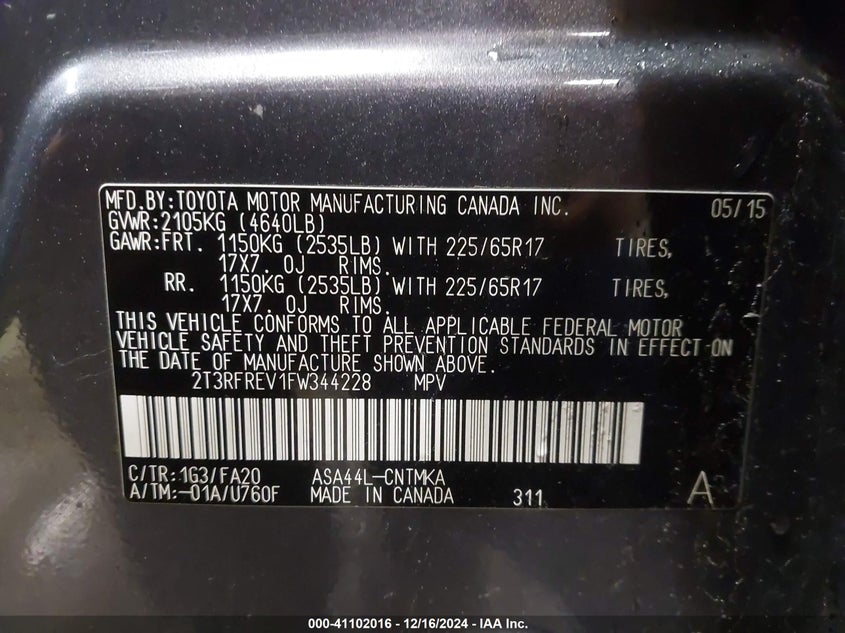 MFD.BY:TOYOTA MOTOR MANUFACTURING CANADA INC. 05/15
GVWR:2105KG (4640LB)
GAWR:FRT. 1150KG (2535LB) WITH 225/65R17 TIRES,
17X7.0J RIMS.
RR. 1150KG (2535LB) WITH 225/65R17 TIRES,
17X7.0J RIMS.
THIS VEHICLE CONFORMS TO ALL APPLICABLE FEDERAL MOTOR
VEHICLE SAFETY AND THEFT PREVENTION STANDARDS IN EFFECT ON
THE DATE OF MANUFACTURE SHOWN ABOVE.
2T3RFREV1FW344228 MPV
C/TR:1G3/FA20 ASA44L-CNTMKA
A/TM:-01A/U760F MADE IN CANADA 311 A
000-41102016 - 12/16/2024 - IAA Inc.